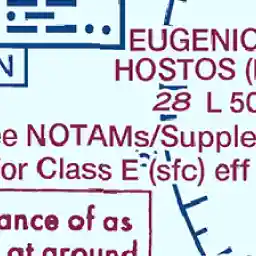 EUGENIO
HOSTOS (
N
28 L 50
ee NOTAMs/Supple
for Class E (sfc) eff
ance of as
at ground